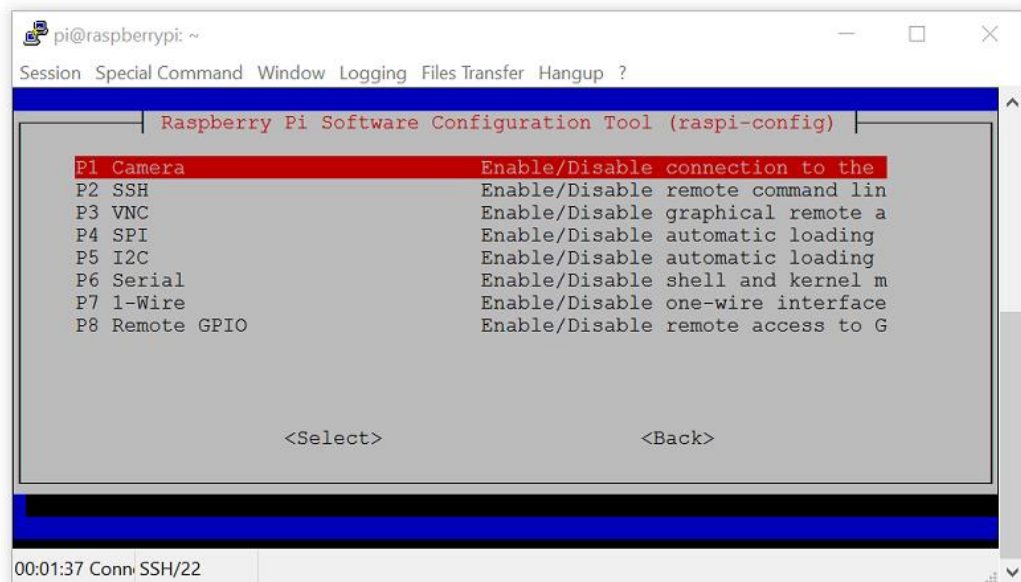 pi@raspberrypi: ~
Session Special Command Window Logging Files Transfer Hangup ?
Raspberry Pi Software Configuration Tool (raspi-config)
P1 Camera Enable/Disable connection to the
P2 SSH Enable/Disable remote command lin
P3 VNC Enable/Disable graphical remote a
P4 SPI Enable/Disable automatic loading
P5 I2C Enable/Disable automatic loading
P6 Serial Enable/Disable shell and kernel m
P7 1-Wire Enable/Disable one-wire interface
P8 Remote GPIO Enable/Disable remote access to G
<Select> <Back>
00:01:37 Conn SSH/22